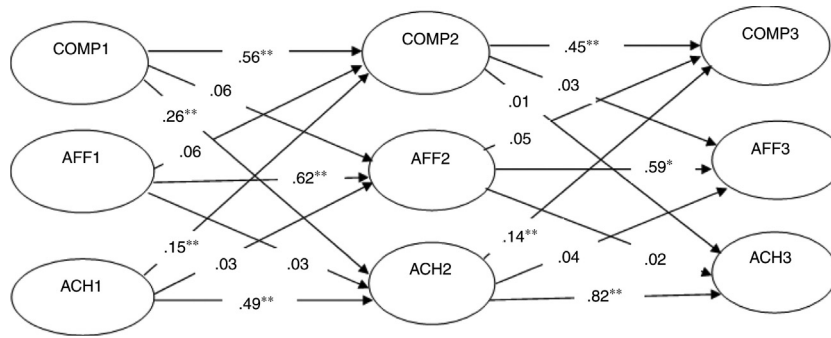 COMP1 .56** COMP2 .45** COMP3
.06 .03
.26** .01
AFF1 .06 AFF2 .05 AFF3
.62** .59*
.15** .03 .03 .14** .04 .02
ACH1 ACH2 ACH3
.49** .82**